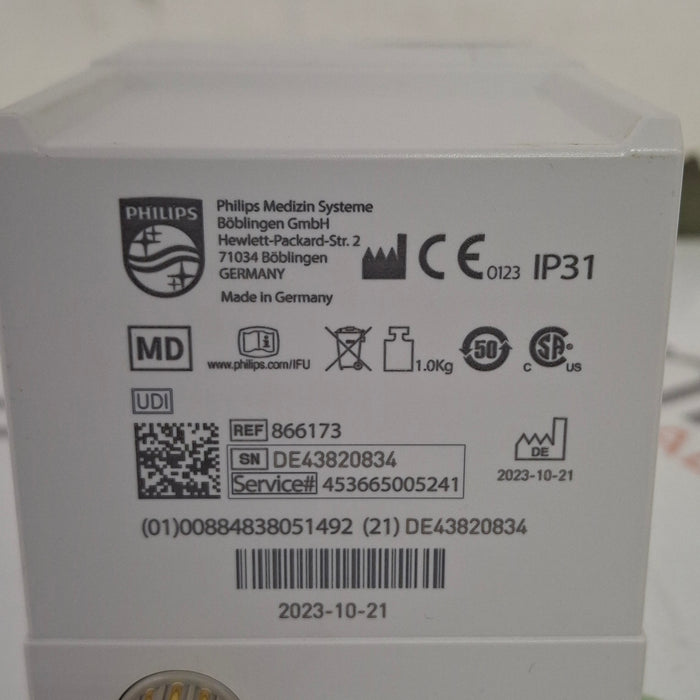 PHILIPS
Philips Medizin Systeme
Böblingen GmbH
Hewlett-Packard-Str. 2
71034 Böblingen
GERMANY
Made in Germany
CE 0123 IP31
MD
www.philips.com/IFU
1.0Kg
50
c SA® us
UDI
REF 866173
SN DE43820834
Service# 453665005241
DE
2023-10-21
(01)00884838051492 (21) DE43820834
2023-10-21